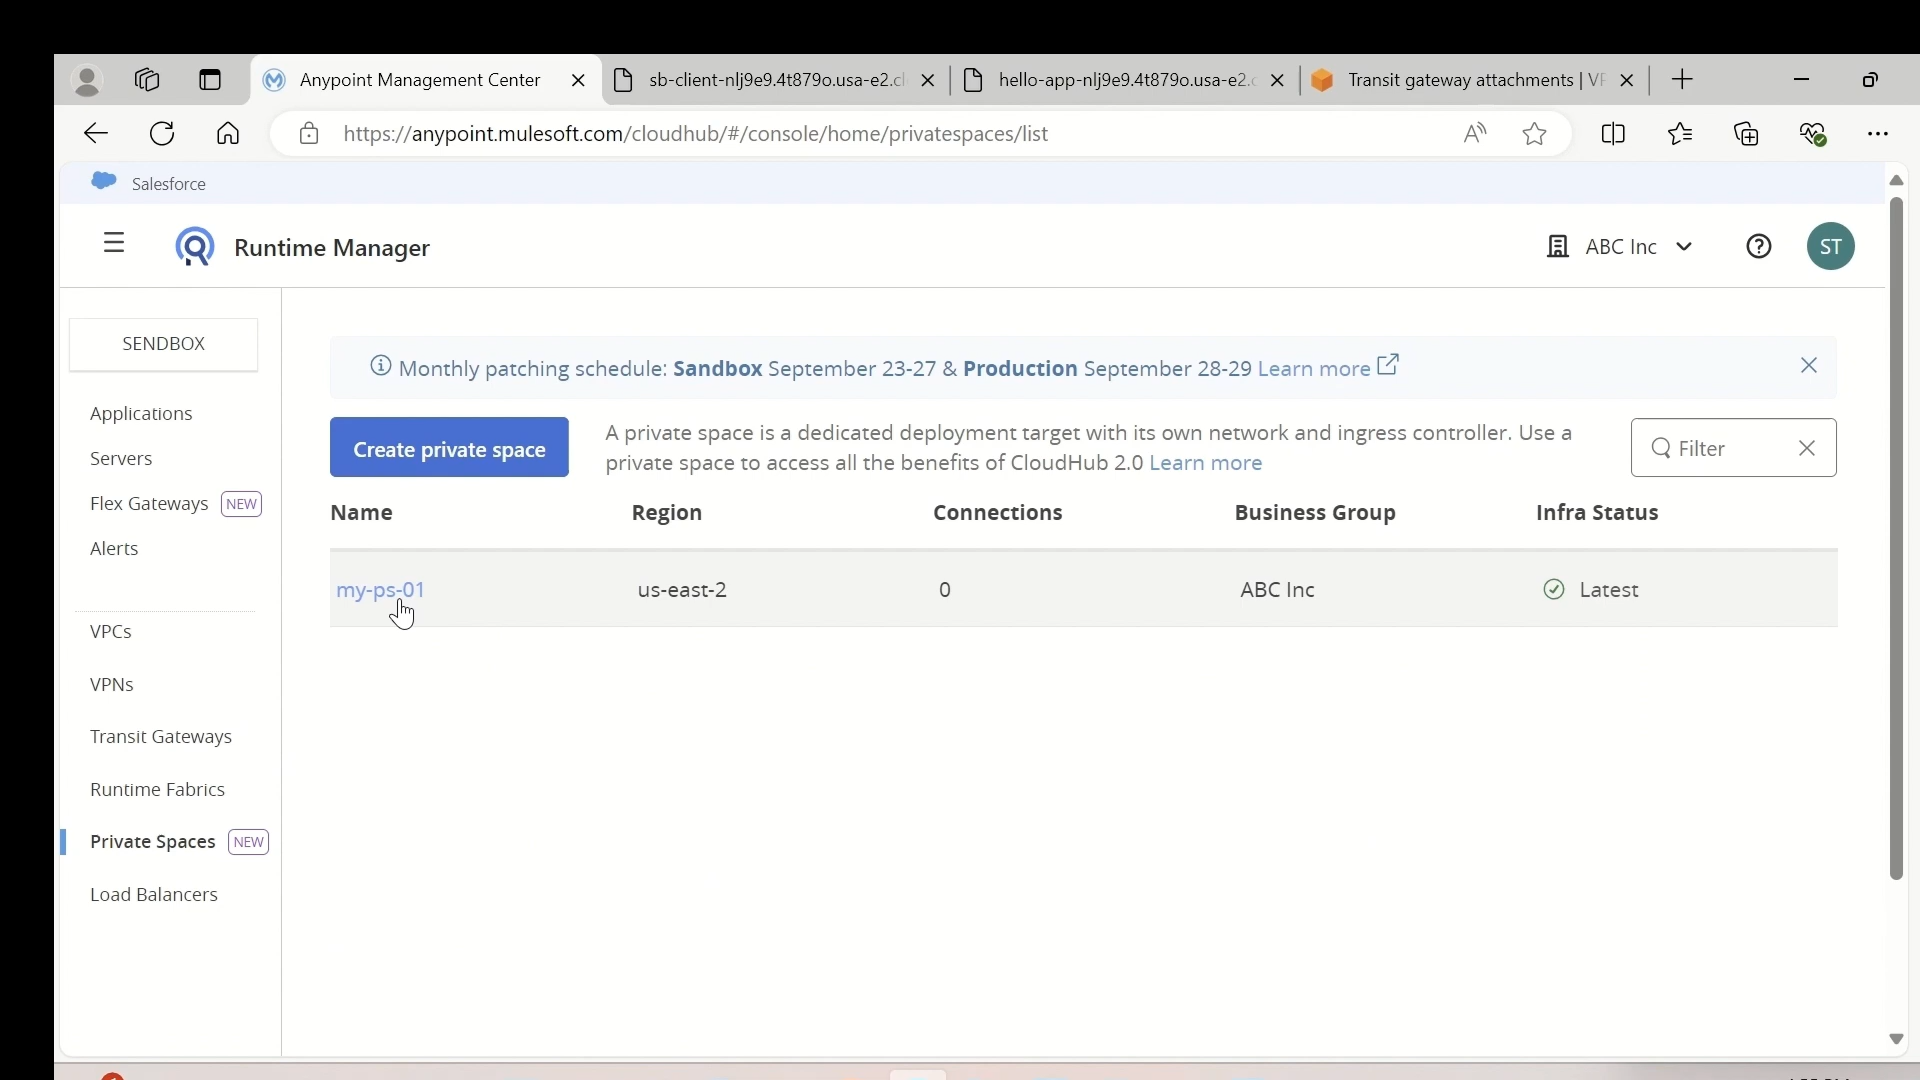 Anypoint Management Center
sb-client-nlj9e9.4t879o.usa-e2.cl
hello-app-nlj9e9.4t879o.usa-e2.c
Transit gateway attachments | VP
https://anypoint.mulesoft.com/cloudhub/#/console/home/privatespaces/list
Salesforce
Runtime Manager
ABC Inc
ST
SENDBOX
Monthly patching schedule: Sandbox September 23-27 & Production September 28-29 Learn more
Applications
Servers
Flex Gateways NEW
Alerts
VPCs
VPNs
Transit Gateways
Runtime Fabrics
Private Spaces NEW
Load Balancers
Create private space
A private space is a dedicated deployment target with its own network and ingress controller. Use a
private space to access all the benefits of CloudHub 2.0 Learn more
Filter
Name Region Connections Business Group Infra Status
my-ps-01 us-east-2 0 ABC Inc Latest